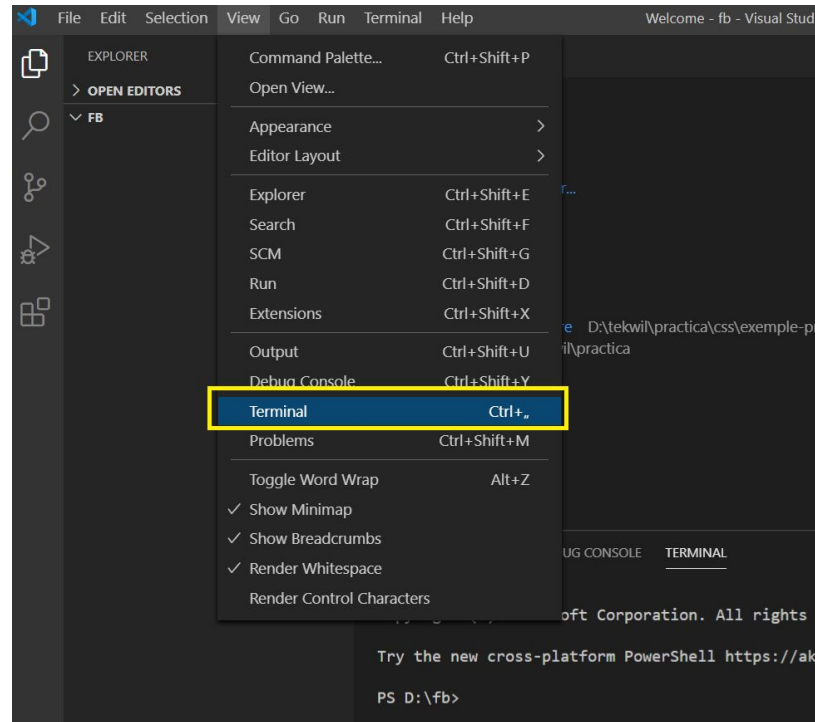 File Edit Selection View Go Run Terminal Help Welcome - fb - Visual Stud
EXPLORER
OPEN EDITORS
FB
Command Palette... Ctrl+Shift+P
Open View...
Appearance
Editor Layout
Explorer Ctrl+Shift+E
Search Ctrl+Shift+F
SCM Ctrl+Shift+G
Run Ctrl+Shift+D
Extensions Ctrl+Shift+X
Output Ctrl+Shift+U
Debug Console Ctrl+Shift+Y
Terminal Ctrl+„
Problems Ctrl+Shift+M
Toggle Word Wrap Alt+Z
Show Minimap
Show Breadcrumbs
Render Whitespace
Render Control Characters
r...
e D:\tekwil\practica\css\exemple-p
il\practica
UG CONSOLE TERMINAL
oft Corporation. All rights
Try the new cross-platform PowerShell https://ak
PS D:\fb>